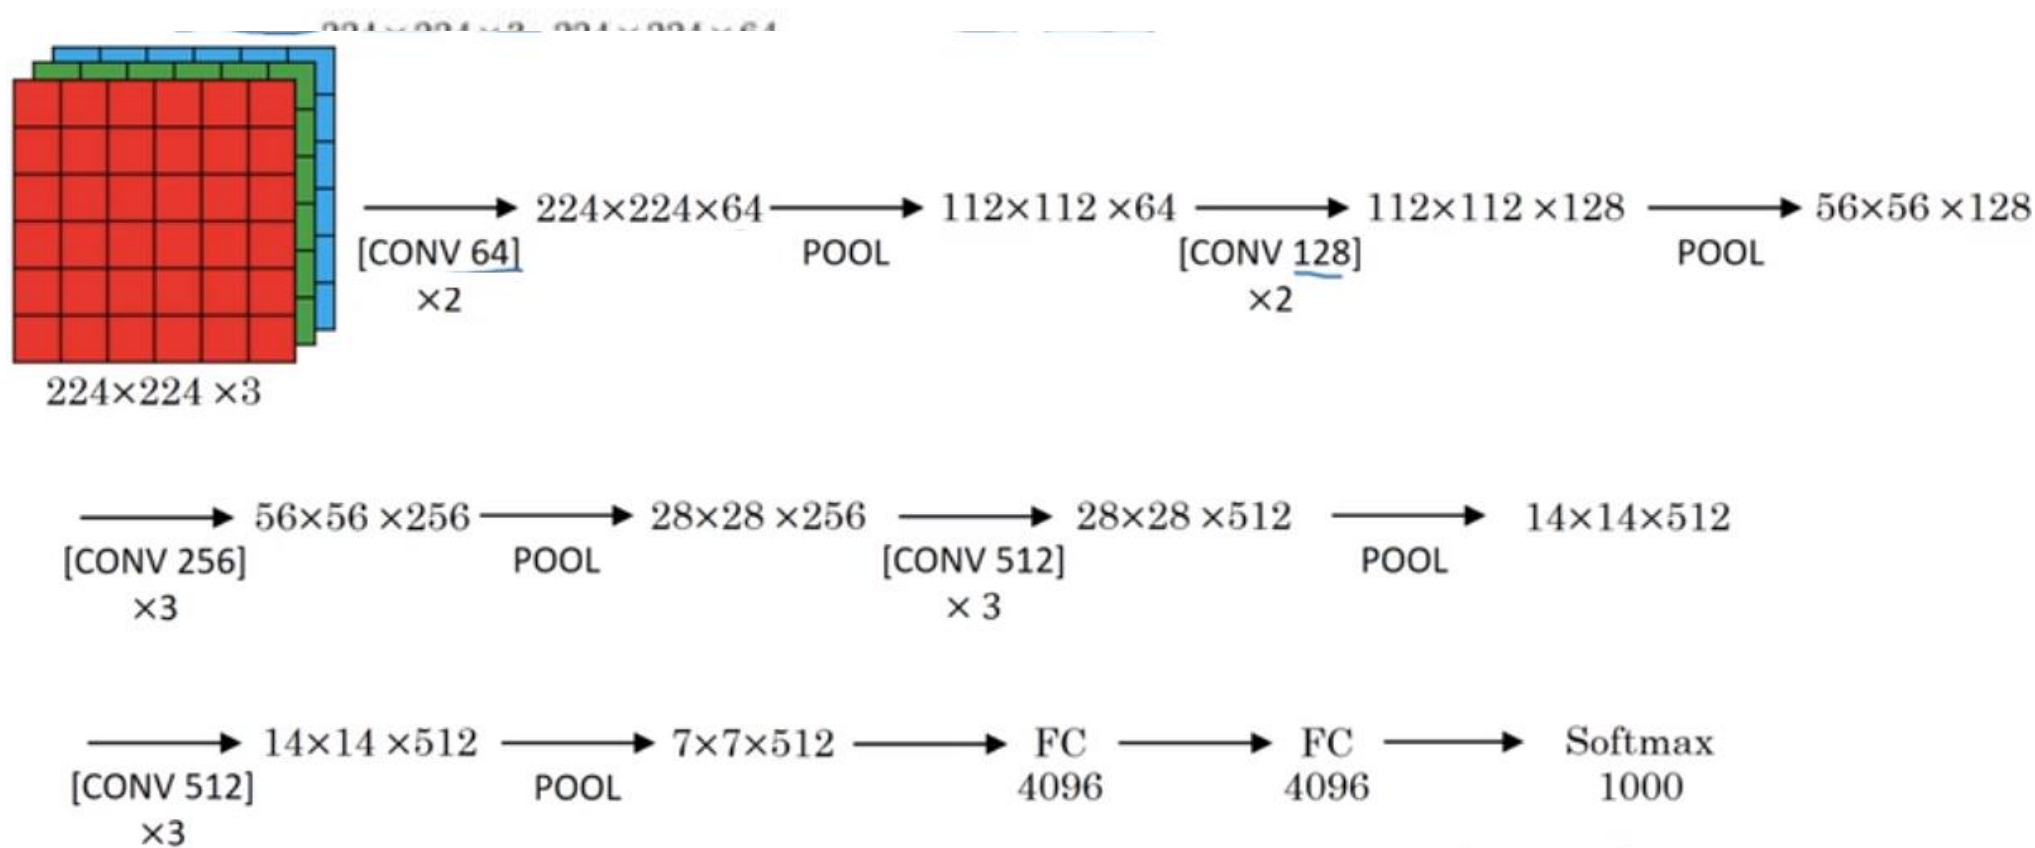 224×224×64 112×112 ×64 112×112 ×128 56×56 ×128
[CONV 64] POOL [CONV 128] POOL
×2 ×2
224×224 ×3
56×56 ×256 28×28 ×256 28×28 ×512 14×14×512
[CONV 256] POOL [CONV 512] POOL
×3 × 3
14×14 ×512 7×7×512 FC FC Softmax
[CONV 512] POOL 4096 4096 1000
×3